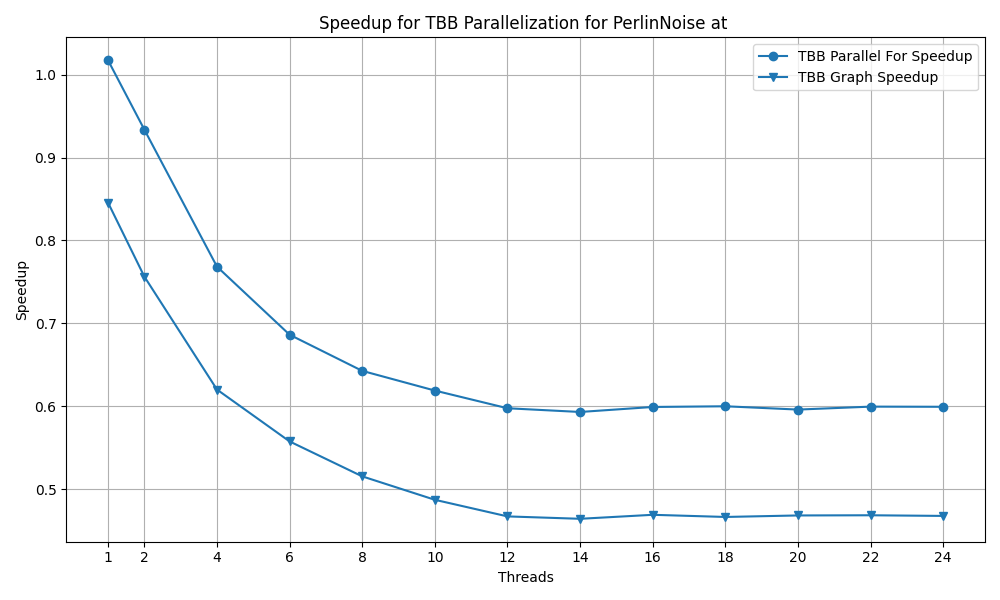 Speedup for TBB Parallelization for PerlinNoise at
TBB Parallel For Speedup
TBB Graph Speedup
Speedup
1.0
0.9
0.8
0.7
0.6
0.5
1 2 4 6 8 10 12 14 16 18 20 22 24
Threads